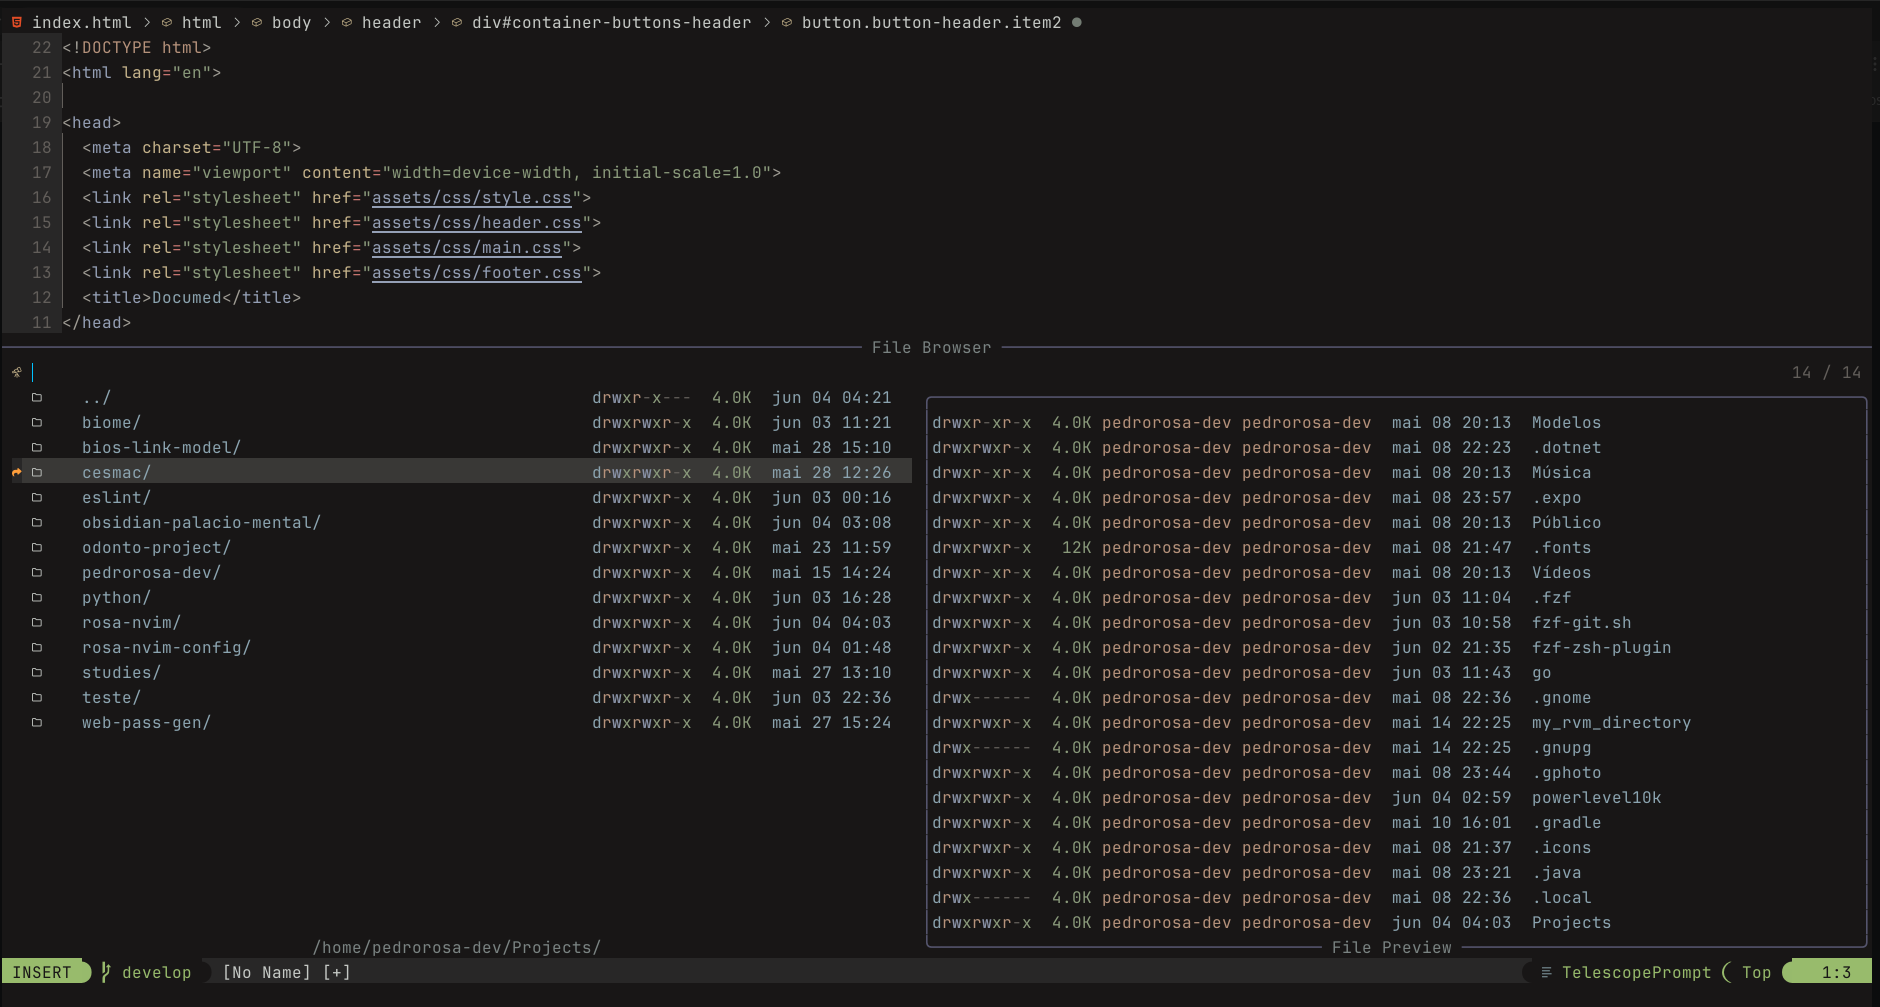 index.html > html > body > header > div#container-buttons-header > button.button-header.item2 ●
22 <!DOCTYPE html>
21 <html lang="en">
20
19 <head>
18 <meta charset="UTF-8">
17 <meta name="viewport" content="width=device-width, initial-scale=1.0">
16 <link rel="stylesheet" href="assets/css/style.css">
15 <link rel="stylesheet" href="assets/css/header.css">
14 <link rel="stylesheet" href="assets/css/main.css">
13 <link rel="stylesheet" href="assets/css/footer.css">
12 <title>Documed</title>
11 </head>
File Browser
14 / 14
../ drwxr-x--- 4.0K jun 04 04:21
biome/ drwxrwxr-x 4.0K jun 03 11:21
bios-link-model/ drwxrwxr-x 4.0K mai 28 15:10
cesmac/ drwxrwxr-x 4.0K mai 28 12:26
eslint/ drwxrwxr-x 4.0K jun 03 00:16
obsidian-palacio-mental/ drwxrwxr-x 4.0K jun 04 03:08
odonto-project/ drwxrwxr-x 4.0K mai 23 11:59
pedrorosa-dev/ drwxrwxr-x 4.0K mai 15 14:24
python/ drwxrwxr-x 4.0K jun 03 16:28
rosa-nvim/ drwxrwxr-x 4.0K jun 04 04:03
rosa-nvim-config/ drwxrwxr-x 4.0K jun 04 01:48
studies/ drwxrwxr-x 4.0K mai 27 13:10
teste/ drwxrwxr-x 4.0K jun 03 22:36
web-pass-gen/ drwxrwxr-x 4.0K mai 27 15:24
/home/pedrorosa-dev/Projects/
drwxr-xr-x 4.0K pedrorosa-dev pedrorosa-dev mai 08 20:13 Modelos
drwxrwxr-x 4.0K pedrorosa-dev pedrorosa-dev mai 08 22:23 .dotnet
drwxr-xr-x 4.0K pedrorosa-dev pedrorosa-dev mai 08 20:13 Música
drwxrwxr-x 4.0K pedrorosa-dev pedrorosa-dev mai 08 23:57 .expo
drwxr-xr-x 4.0K pedrorosa-dev pedrorosa-dev mai 08 20:13 Público
drwxrwxr-x 12K pedrorosa-dev pedrorosa-dev mai 08 21:47 .fonts
drwxr-xr-x 4.0K pedrorosa-dev pedrorosa-dev mai 08 20:13 Vídeos
drwxrwxr-x 4.0K pedrorosa-dev pedrorosa-dev jun 03 11:04 .fzf
drwxrwxr-x 4.0K pedrorosa-dev pedrorosa-dev jun 03 10:58 fzf-git.sh
drwxrwxr-x 4.0K pedrorosa-dev pedrorosa-dev jun 02 21:35 fzf-zsh-plugin
drwxrwxr-x 4.0K pedrorosa-dev pedrorosa-dev jun 03 11:43 go
drwx------ 4.0K pedrorosa-dev pedrorosa-dev mai 08 22:36 .gnome
drwxrwxr-x 4.0K pedrorosa-dev pedrorosa-dev mai 14 22:25 my_rvm_directory
drwx------ 4.0K pedrorosa-dev pedrorosa-dev mai 14 22:25 .gnupg
drwxrwxr-x 4.0K pedrorosa-dev pedrorosa-dev mai 08 23:44 .gphoto
drwxrwxr-x 4.0K pedrorosa-dev pedrorosa-dev jun 04 02:59 powerlevel10k
drwxrwxr-x 4.0K pedrorosa-dev pedrorosa-dev mai 10 16:01 .gradle
drwxrwxr-x 4.0K pedrorosa-dev pedrorosa-dev mai 08 21:37 .icons
drwxrwxr-x 4.0K pedrorosa-dev pedrorosa-dev mai 08 23:21 .java
drwx------ 4.0K pedrorosa-dev pedrorosa-dev mai 08 22:36 .local
drwxrwxr-x 4.0K pedrorosa-dev pedrorosa-dev jun 04 04:03 Projects
File Preview
INSERT develop [No Name] [+] TelescopePrompt Top 1:3